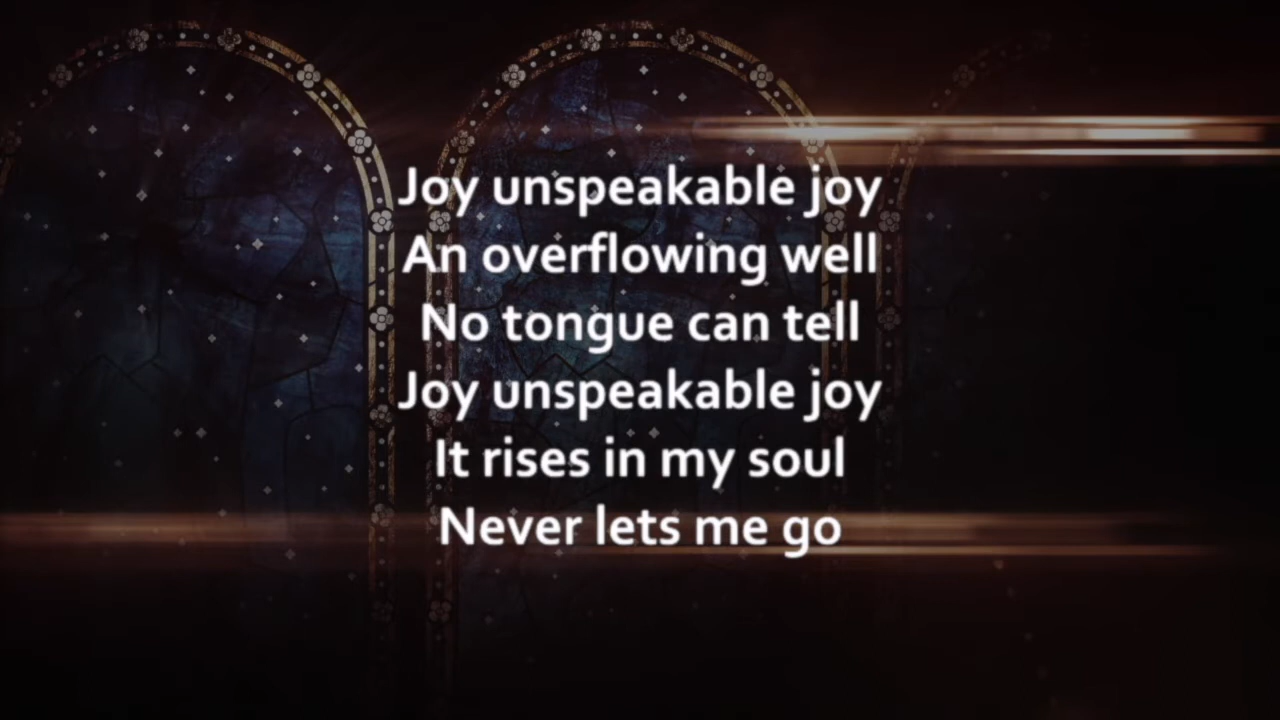 Joy unspeakable joy
An overflowing well
No tongue can tell
Joy unspeakable joy
It rises in my soul
Never lets me go